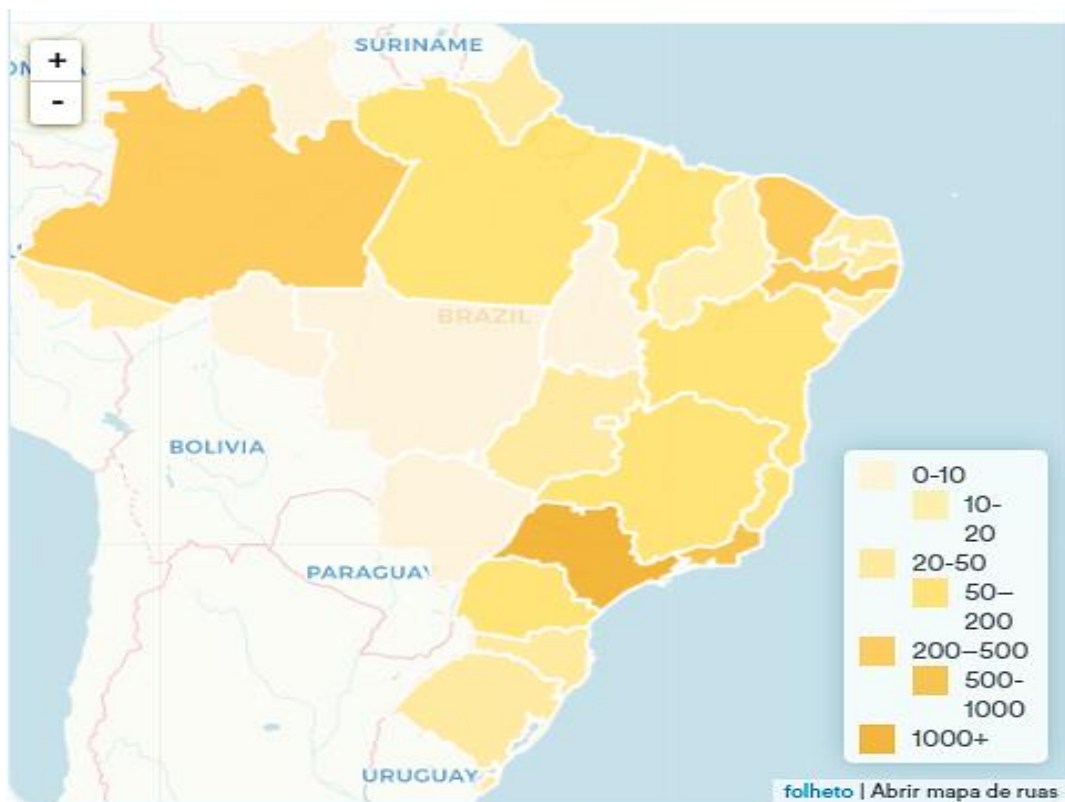 +
-
SURINAME
BRAZIL
BOLIVIA
PARAGUAY
URUGUAY
0-10
10-
20
20-50
50–
200
200–500
500-
1000
1000+
folheto | Abrir mapa de ruas